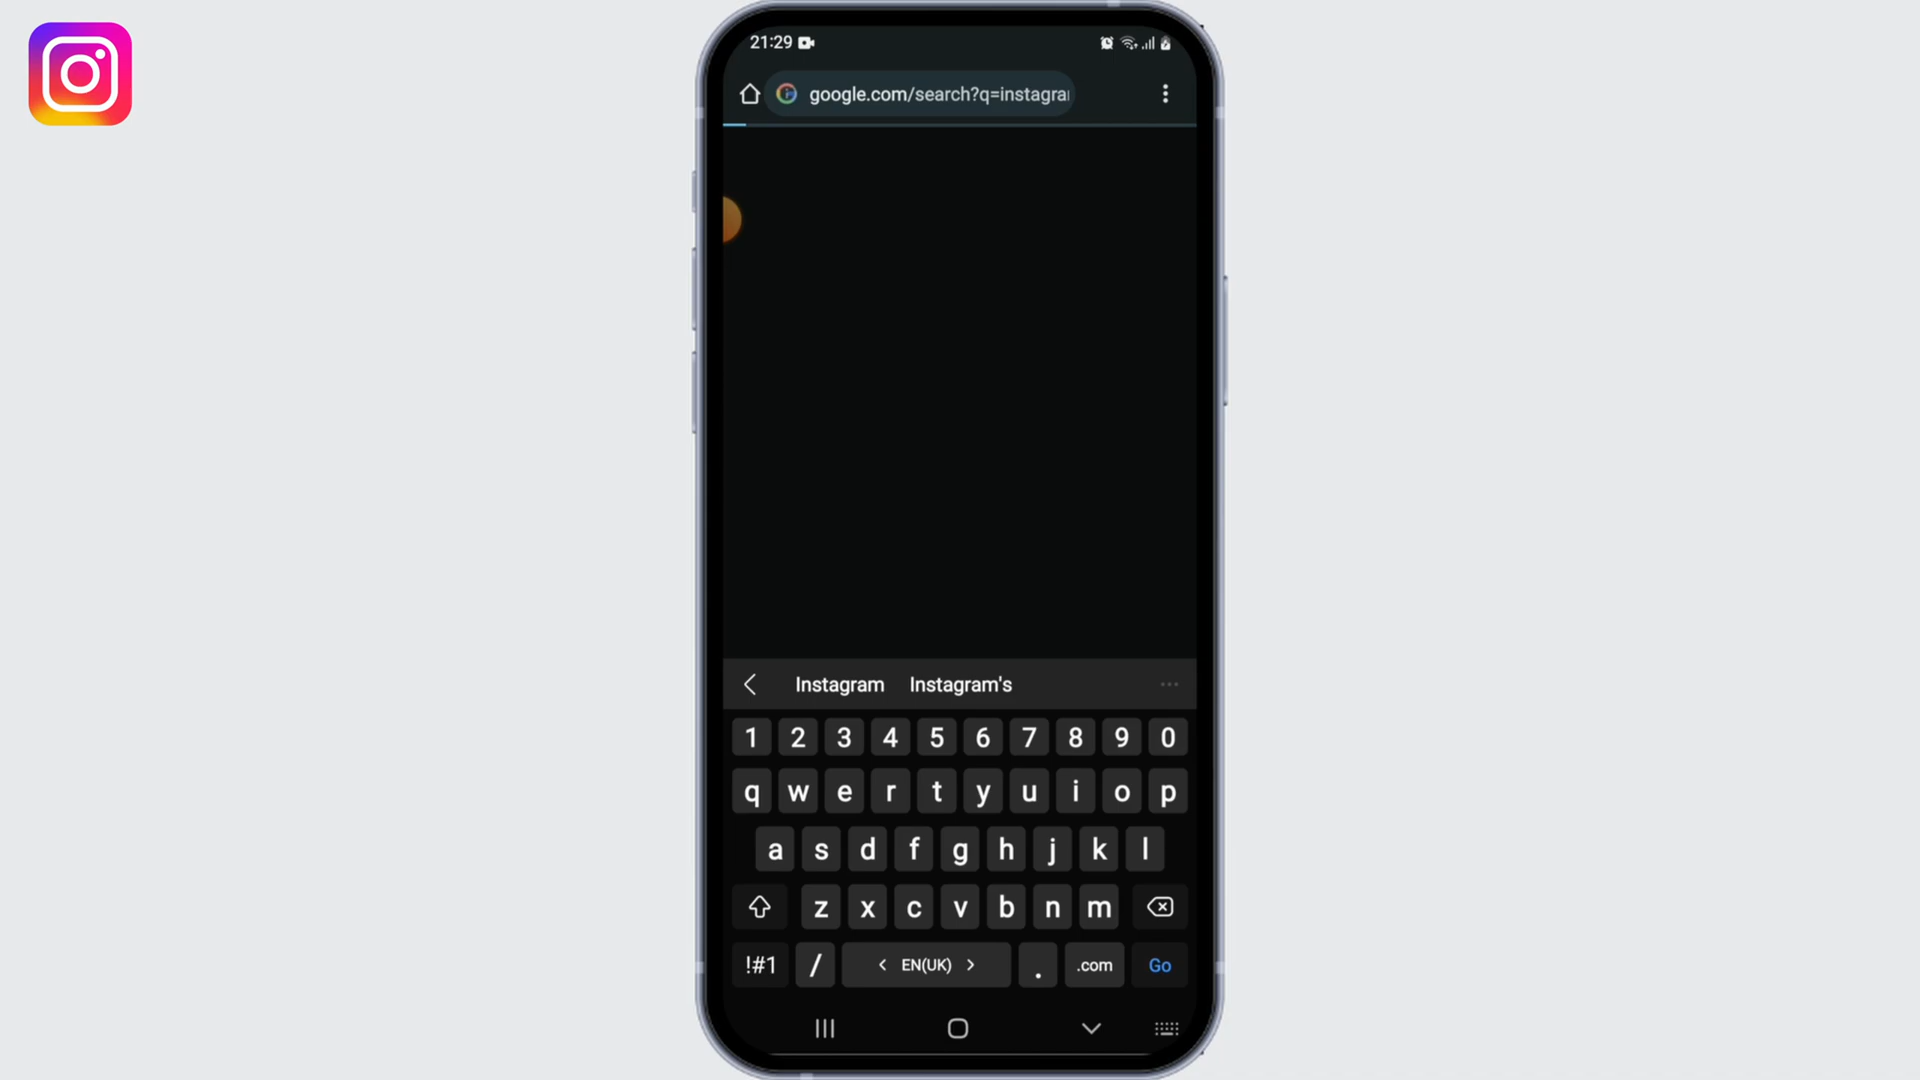 21:29
google.com/search?q=instagra
Instagram Instagram's
1 2 3 4 5 6 7 8 9 0
q w e r t y u i o p
a s d f g h j k l
z x c v b n m
!#1 / < EN(UK) > . .com Go